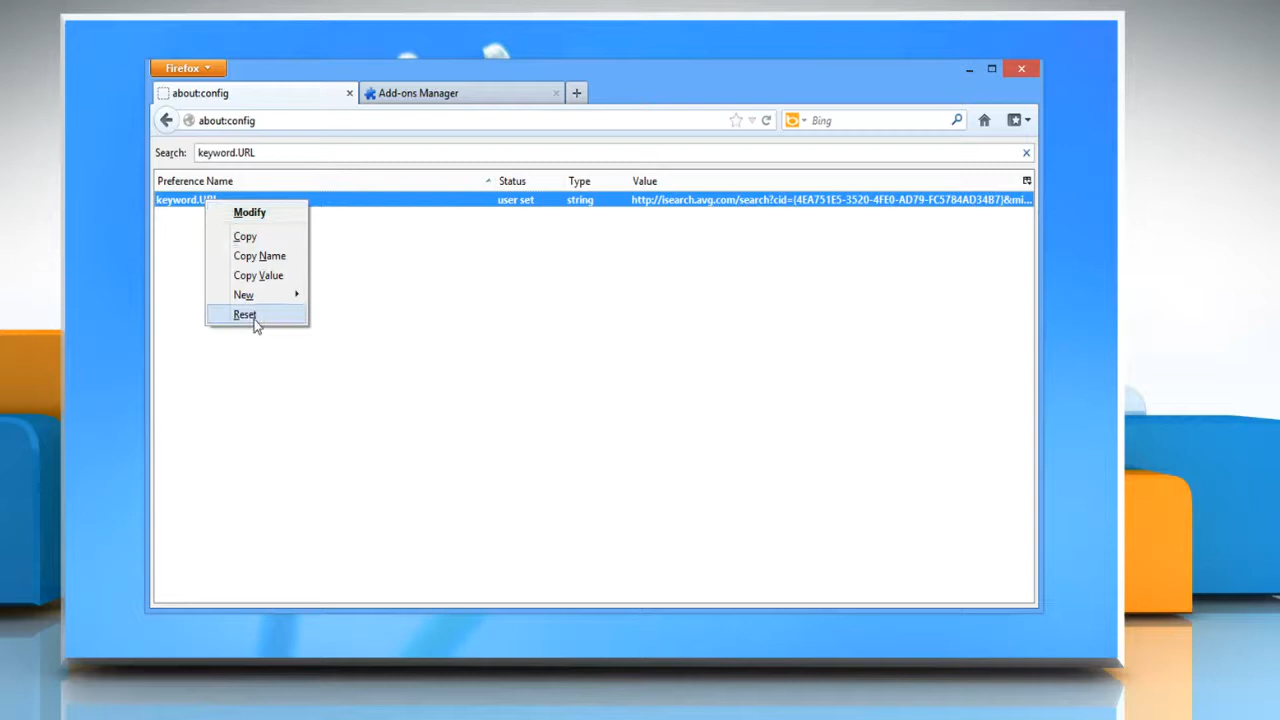 Firefox
about:config
Add-ons Manager
about:config
Bing
Search: keyword.URL
Preference Name Status Type Value
keyword.URL user set string http://isearch.avg.com/search?cid={4EA751E5-3520-4FE0-AD79-FC5784AD34B7}&mi...
Modify
Copy
Copy Name
Copy Value
New
Reset